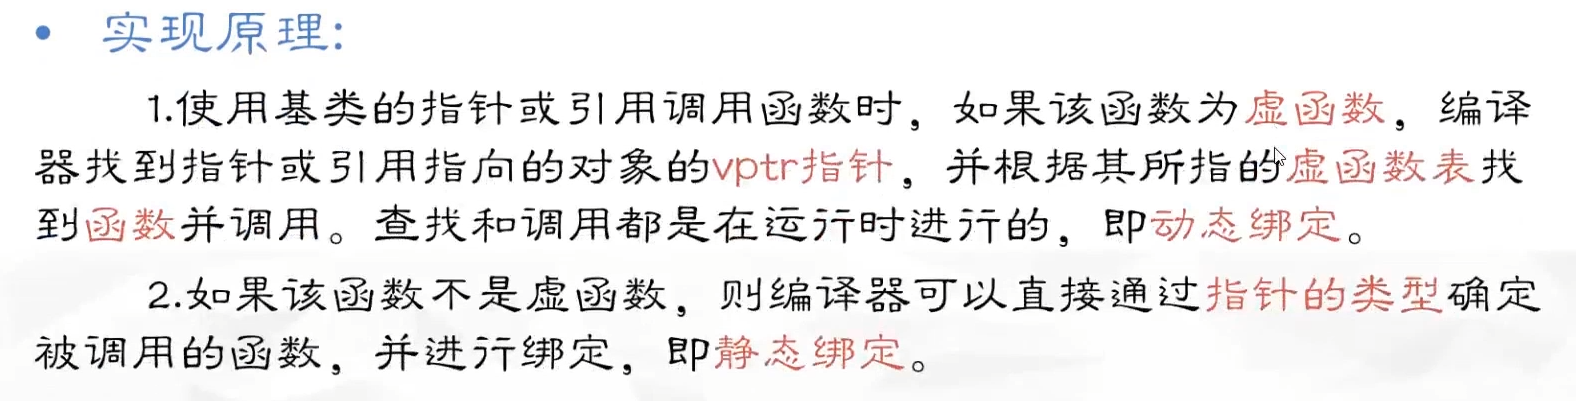 • 实现原理:
1.使用基类的指针或引用调用函数时，如果该函数为虚函数，编译
器找到指针或引用指向的对象的vptr指针，并根据其所指的虚函数表找
到函数并调用。查找和调用都是在运行时进行的，即动态绑定。
2.如果该函数不是虚函数，则编译器可以直接通过指针的类型确定
被调用的函数，并进行绑定，即静态绑定。